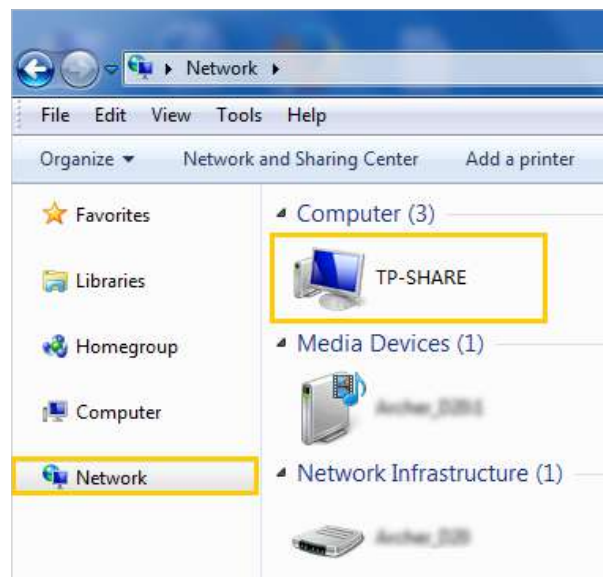 Network
File Edit View Tools Help
Organize Network and Sharing Center Add a printer
Favorites
Libraries
Homegroup
Computer
Network
Computer (3)
TP-SHARE
Media Devices (1)
Network Infrastructure (1)